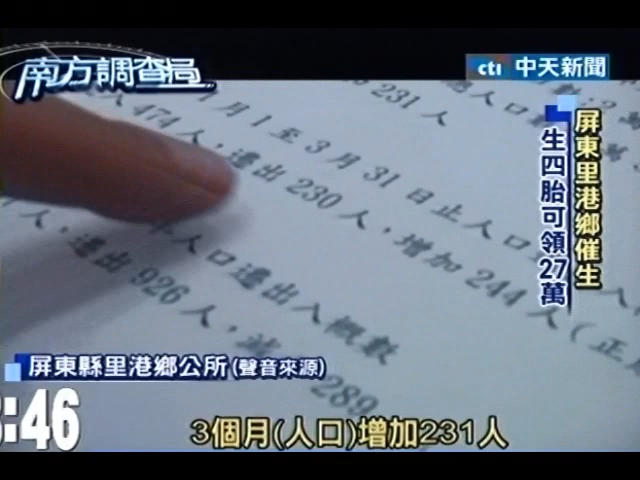 南方調查局
cti 中天新聞
屏東里港鄉催生
生四胎可領27萬
231人
月1至3月31日止人口
入474人，遷出230人，增加244人(正
人口遷出入概數
人，遷出926人，減
289
屏東縣里港鄉公所(聲音來源)
:46
3個月(人口)增加231人